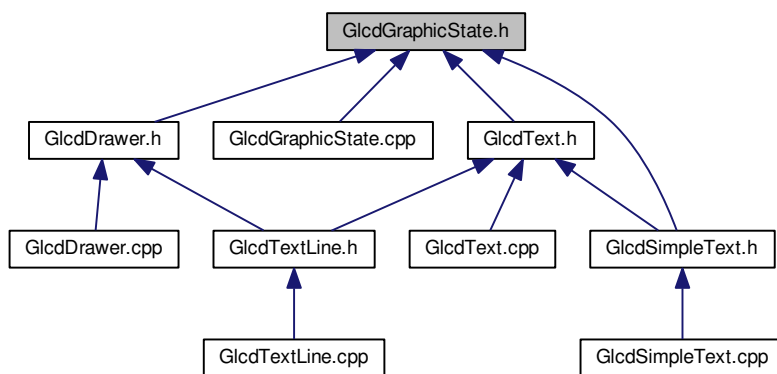 GlcdGraphicState.h
GlcdDrawer.h
GlcdGraphicState.cpp
GlcdText.h
GlcdDrawer.cpp
GlcdTextLine.h
GlcdText.cpp
GlcdSimpleText.h
GlcdTextLine.cpp
GlcdSimpleText.cpp